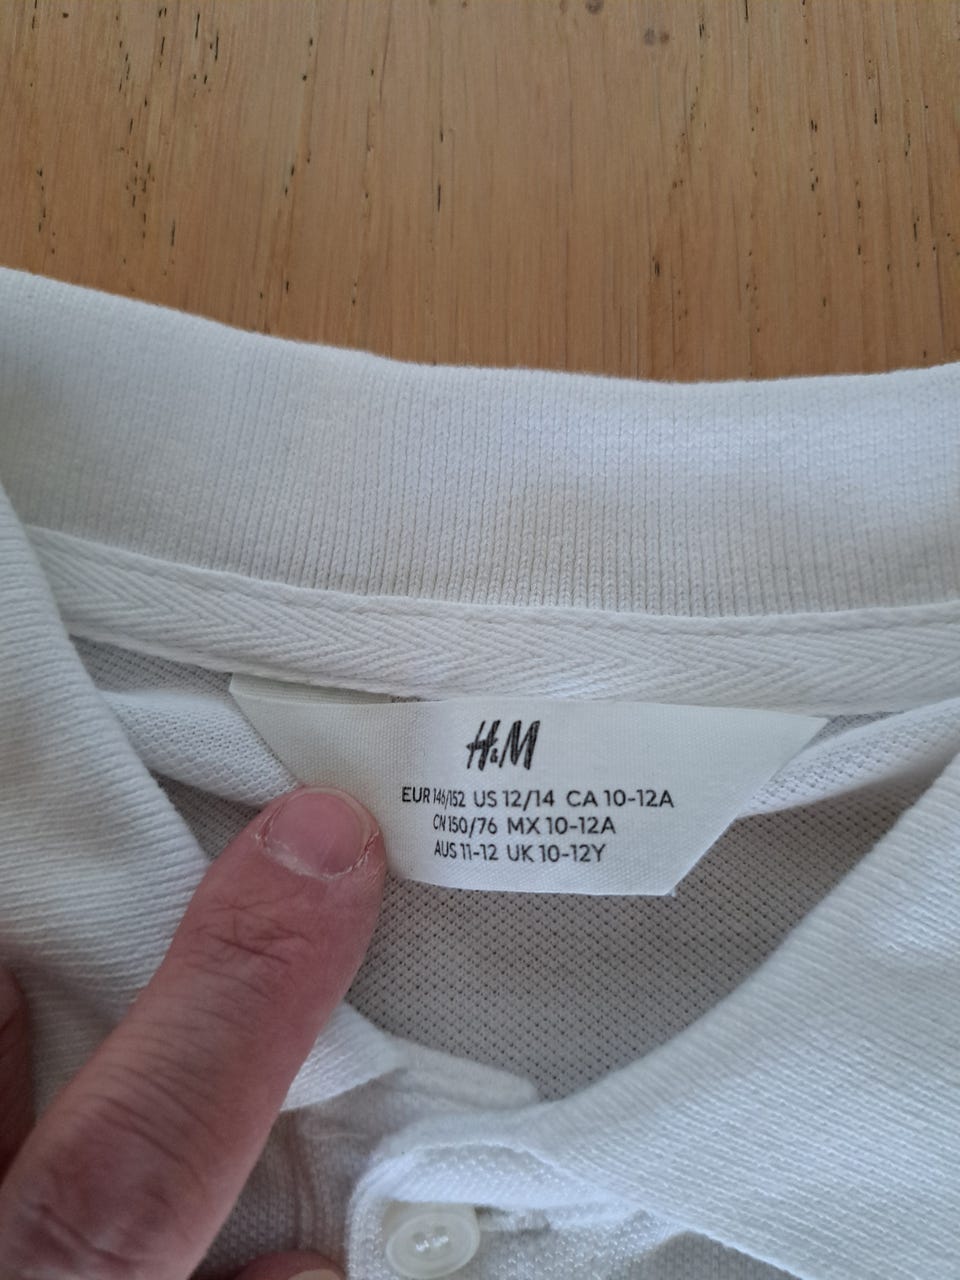 H&M
EUR 146/152 US 12/14 CA 10-12A
CN 150/76 MX 10-12A
AUS 11-12 UK 10-12Y